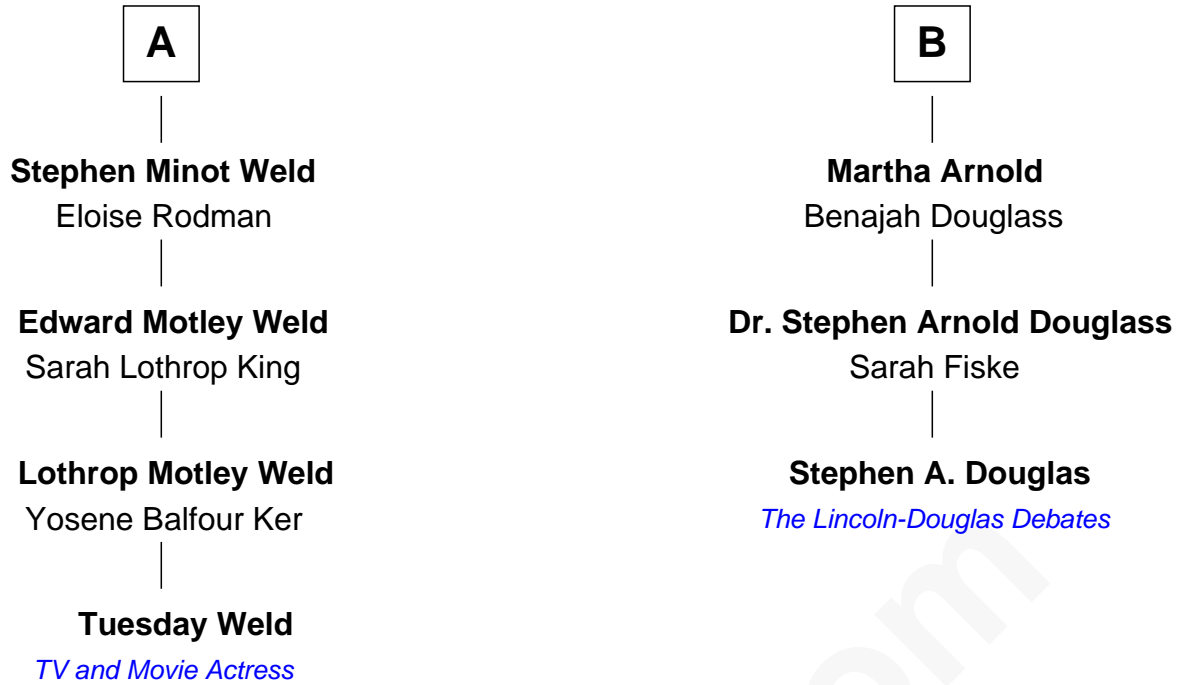 A
Stephen Minot Weld
Eloise Rodman
Edward Motley Weld
Sarah Lothrop King
Lothrop Motley Weld
Yosene Balfour Ker
Tuesday Weld
TV and Movie Actress
B
Martha Arnold
Benajah Douglass
Dr. Stephen Arnold Douglass
Sarah Fiske
Stephen A. Douglas
The Lincoln-Douglas Debates
om